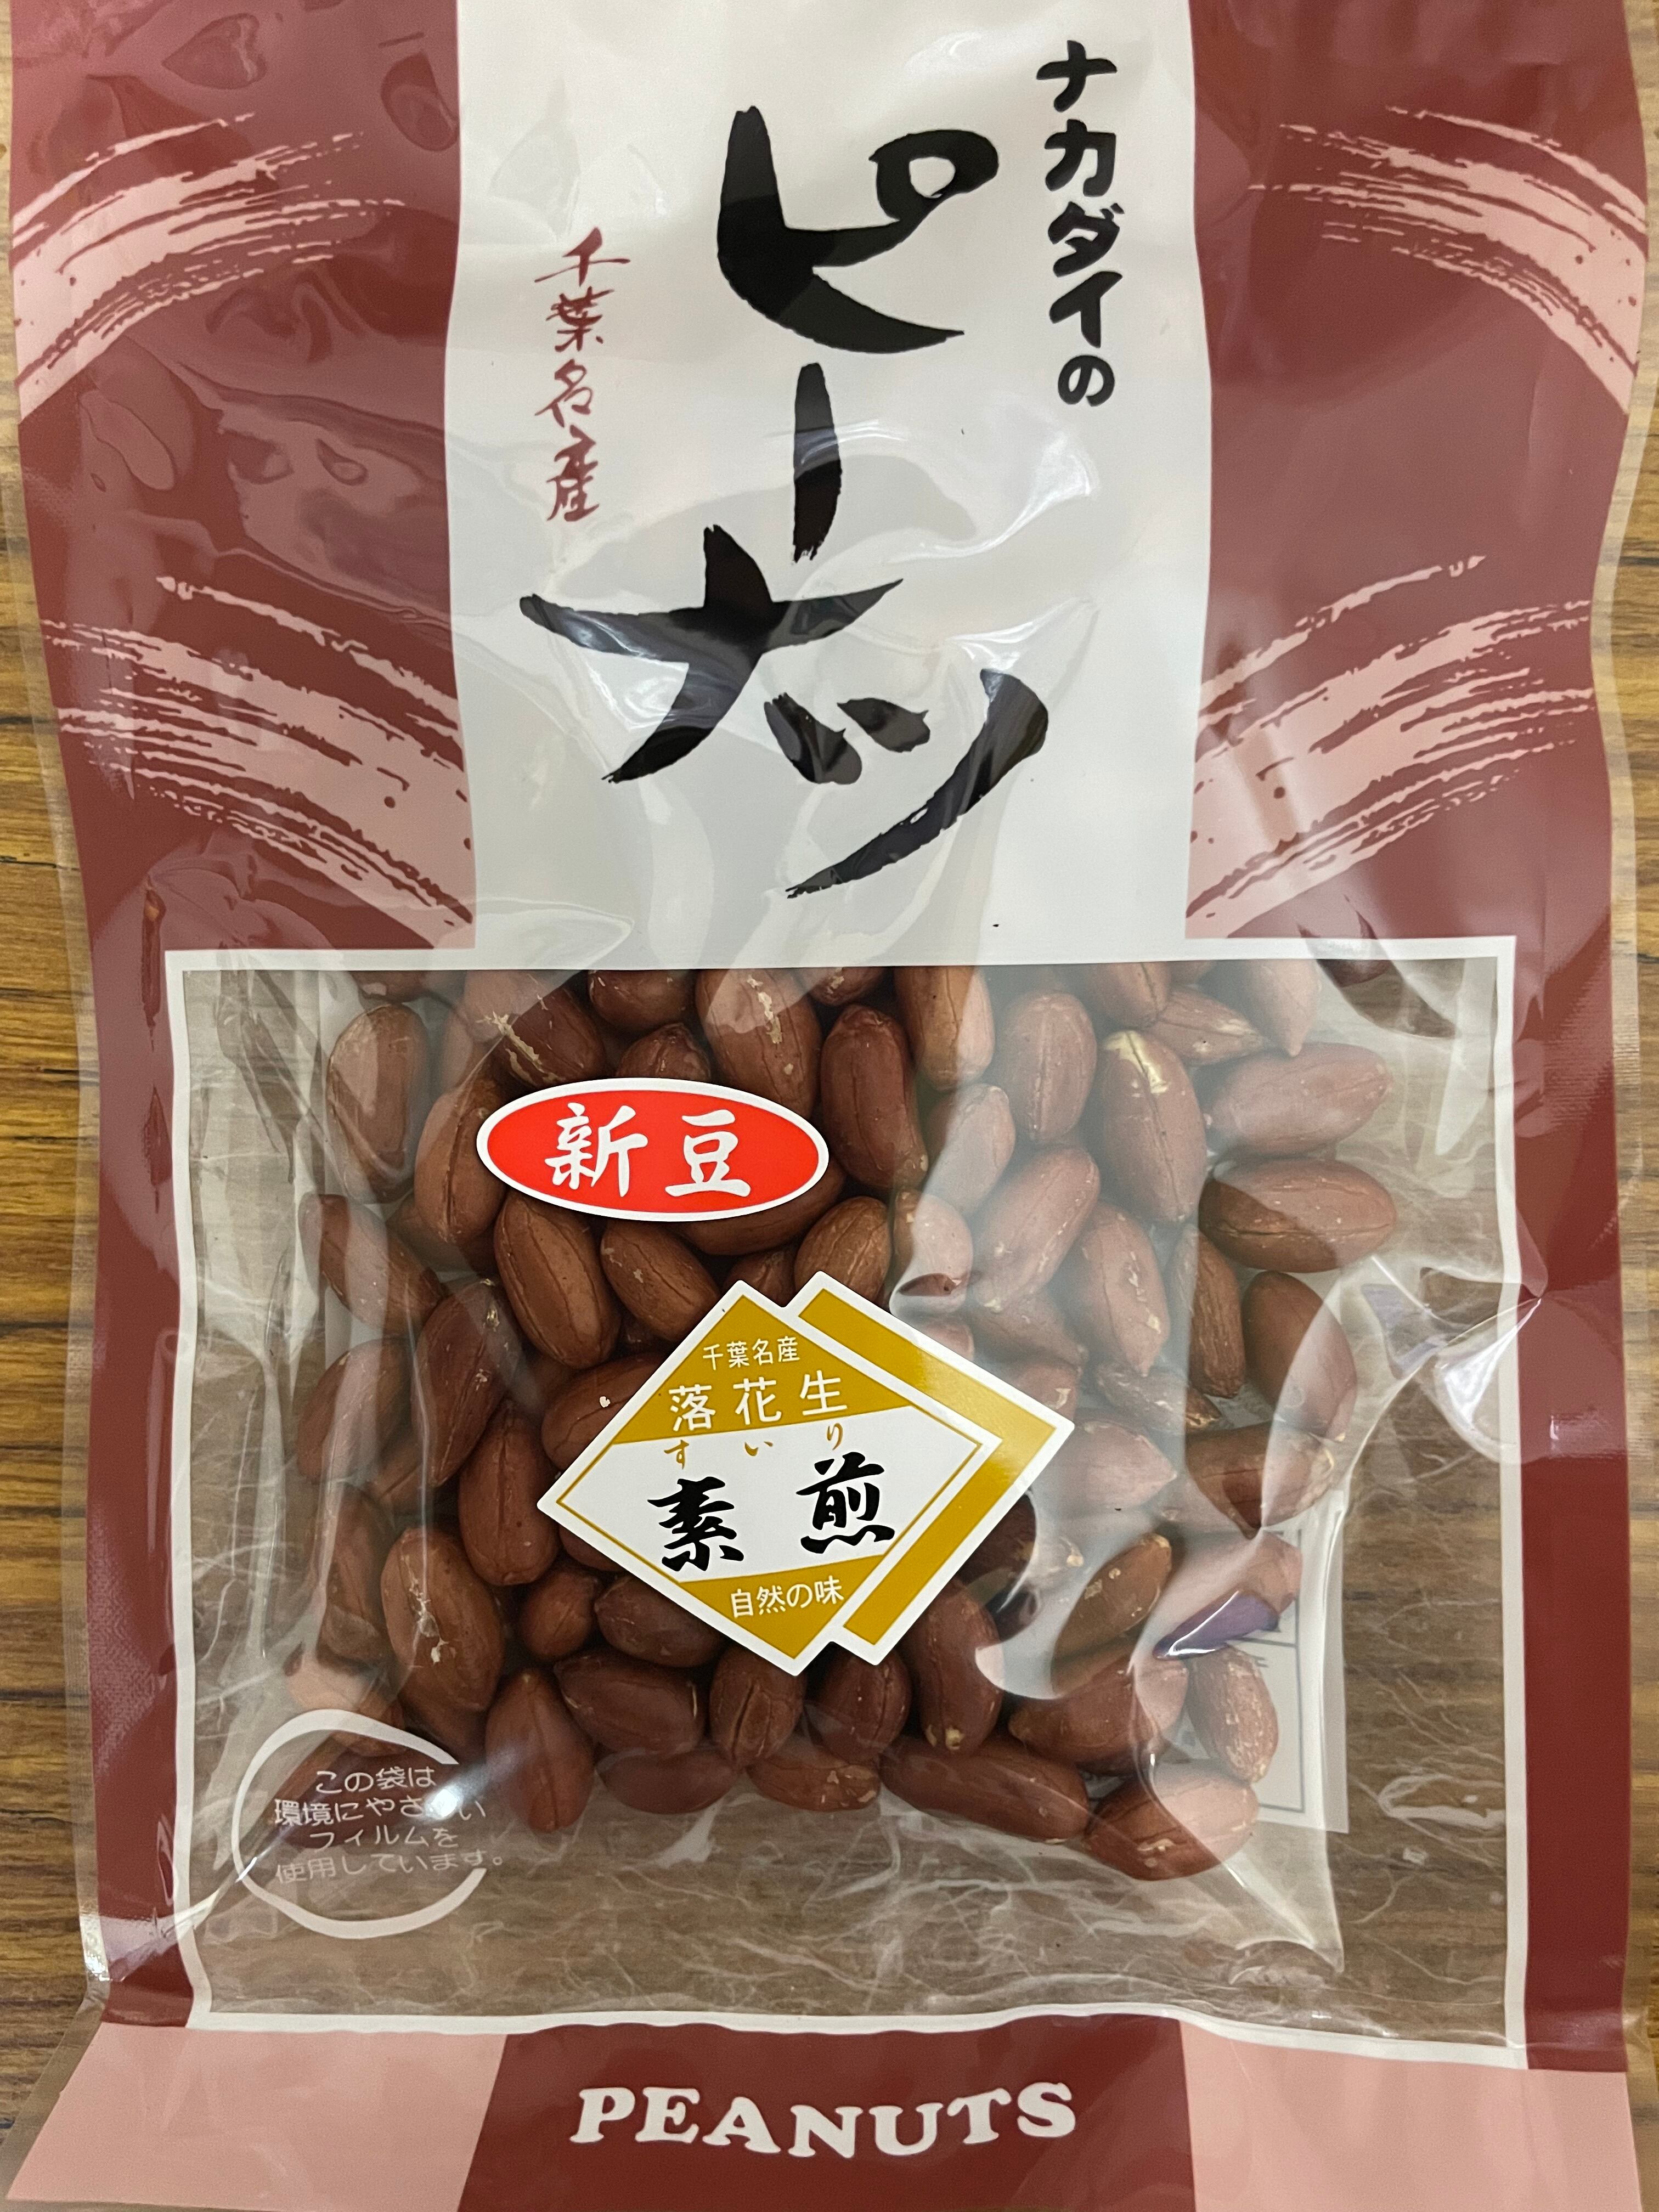 ナカダイの
ピーナッツ
千葉名産
新豆
千葉名産
落花生
すいり
素煎
自然の味
この袋は
環境にやさしい
フィルムを
使用しています。
PEANUTS